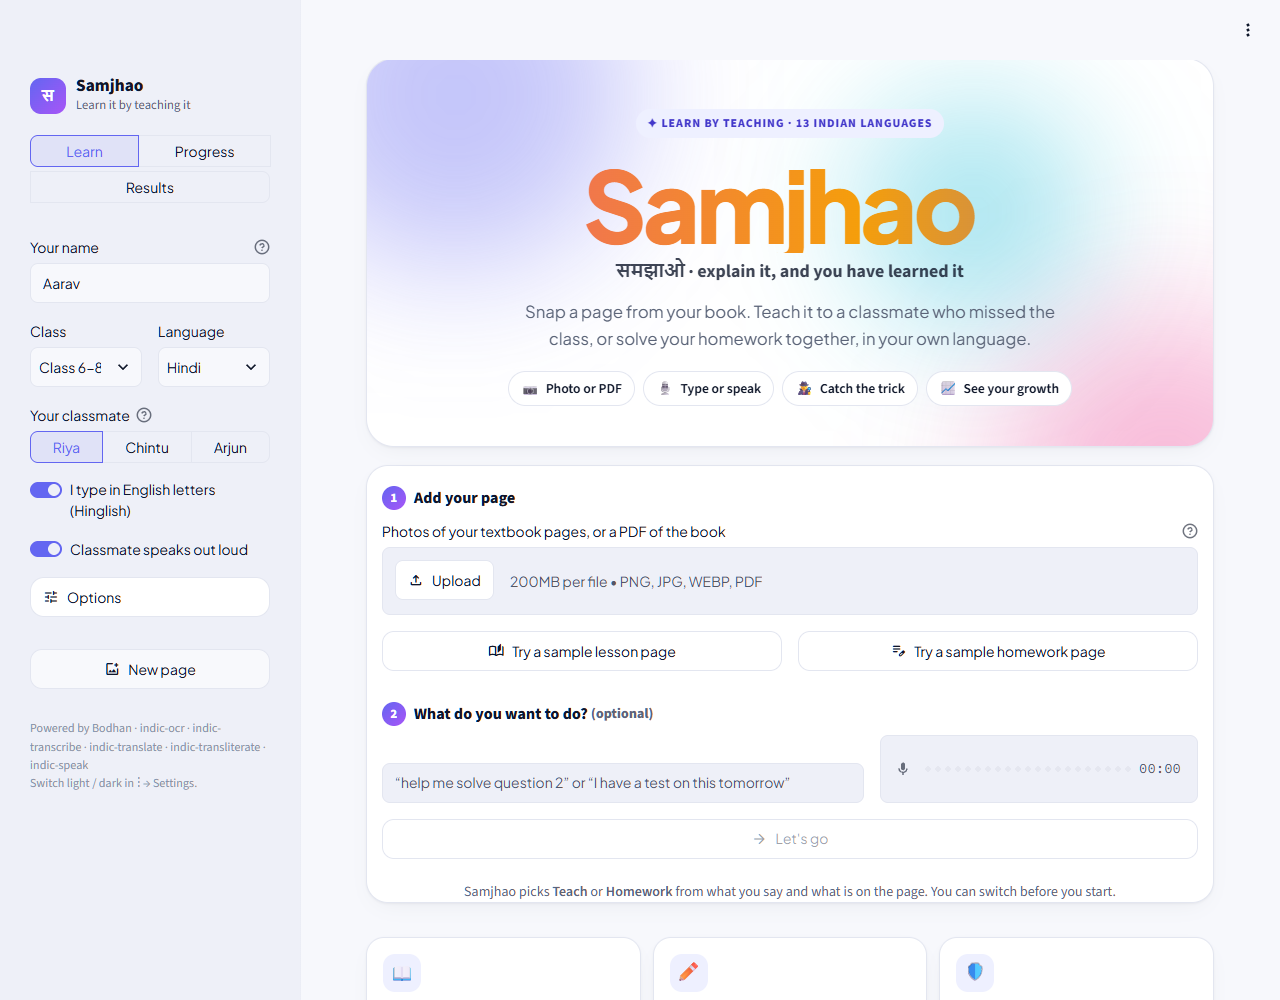 स
Samjhao
Learn it by teaching it
Learn
Progress
Results
Your name
Aarav
Class
Language
Class 6–8
Hindi
Your classmate
Riya
Chintu
Arjun
I type in English letters
(Hinglish)
Classmate speaks out loud
Options
New page
Powered by Bodhan · indic-ocr · indic-
transcribe · indic-translate · indic-transliterate ·
indic-speak
Switch light / dark in ⋮ → Settings.
✦ LEARN BY TEACHING · 13 INDIAN LANGUAGES
Samjhao
समझाओ · explain it, and you have learned it
Snap a page from your book. Teach it to a classmate who missed the
class, or solve your homework together, in your own language.
Photo or PDF
Type or speak
Catch the trick
See your growth
1 Add your page
Photos of your textbook pages, or a PDF of the book
Upload
200MB per file • PNG, JPG, WEBP, PDF
Try a sample lesson page
Try a sample homework page
2 What do you want to do? (optional)
“help me solve question 2” or “I have a test on this tomorrow”
00:00
→ Let's go
Samjhao picks Teach or Homework from what you say and what is on the page. You can switch before you start.